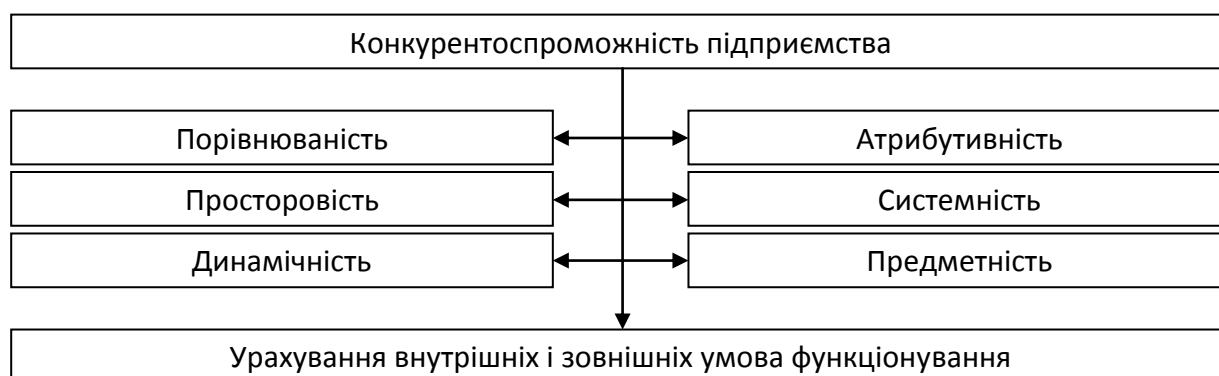 Конкурентоспроможність підприємства
Порівнюваність
Атрибутивність
Просторовість
Системність
Динамічність
Предметність
Урахування внутрішніх і зовнішніх умова функціонування